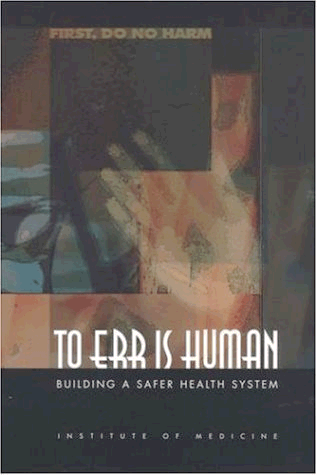 FIRST, DO NO HARM
TO ERR IS HUMAN
BUILDING A SAFER HEALTH SYSTEM
INSTITUTE OF MEDICINE